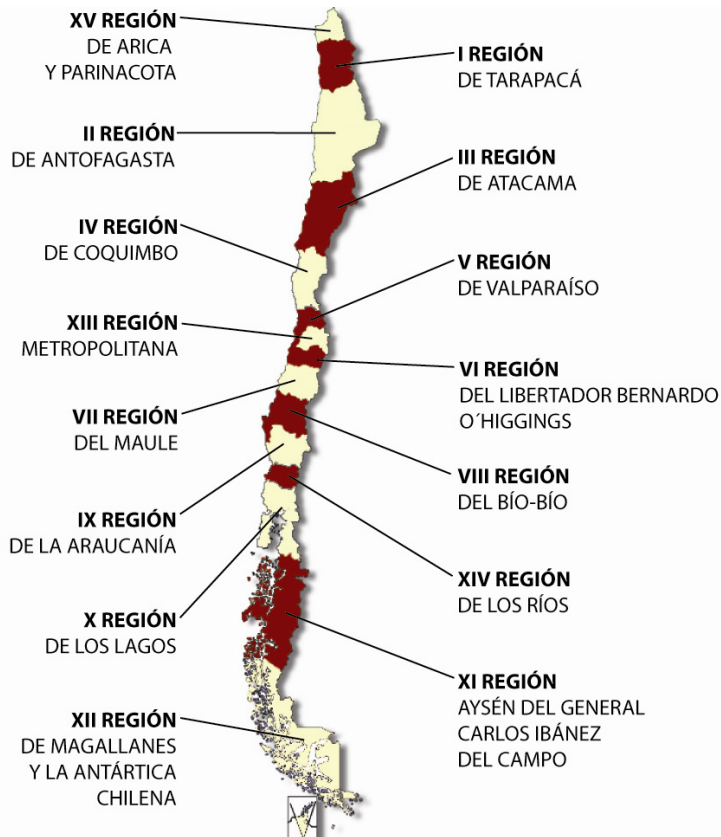 XV REGIÓN
DE ARICA
Y PARINACOTA
I REGIÓN
DE TARAPACÁ
II REGIÓN
DE ANTOFAGASTA
III REGIÓN
DE ATACAMA
IV REGIÓN
DE COQUIMBO
V REGIÓN
DE VALPARAÍSO
XIII REGIÓN
METROPOLITANA
VI REGIÓN
DEL LIBERTADOR BERNARDO
O´HIGGINGS
VII REGIÓN
DEL MAULE
VIII REGIÓN
DEL BÍO-BÍO
IX REGIÓN
DE LA ARAUCANÍA
XIV REGIÓN
DE LOS RÍOS
X REGIÓN
DE LOS LAGOS
XI REGIÓN
AYSÉN DEL GENERAL
CARLOS IBÁNEZ
DEL CAMPO
XII REGIÓN
DE MAGALLANES
Y LA ANTÁRTICA
CHILENA